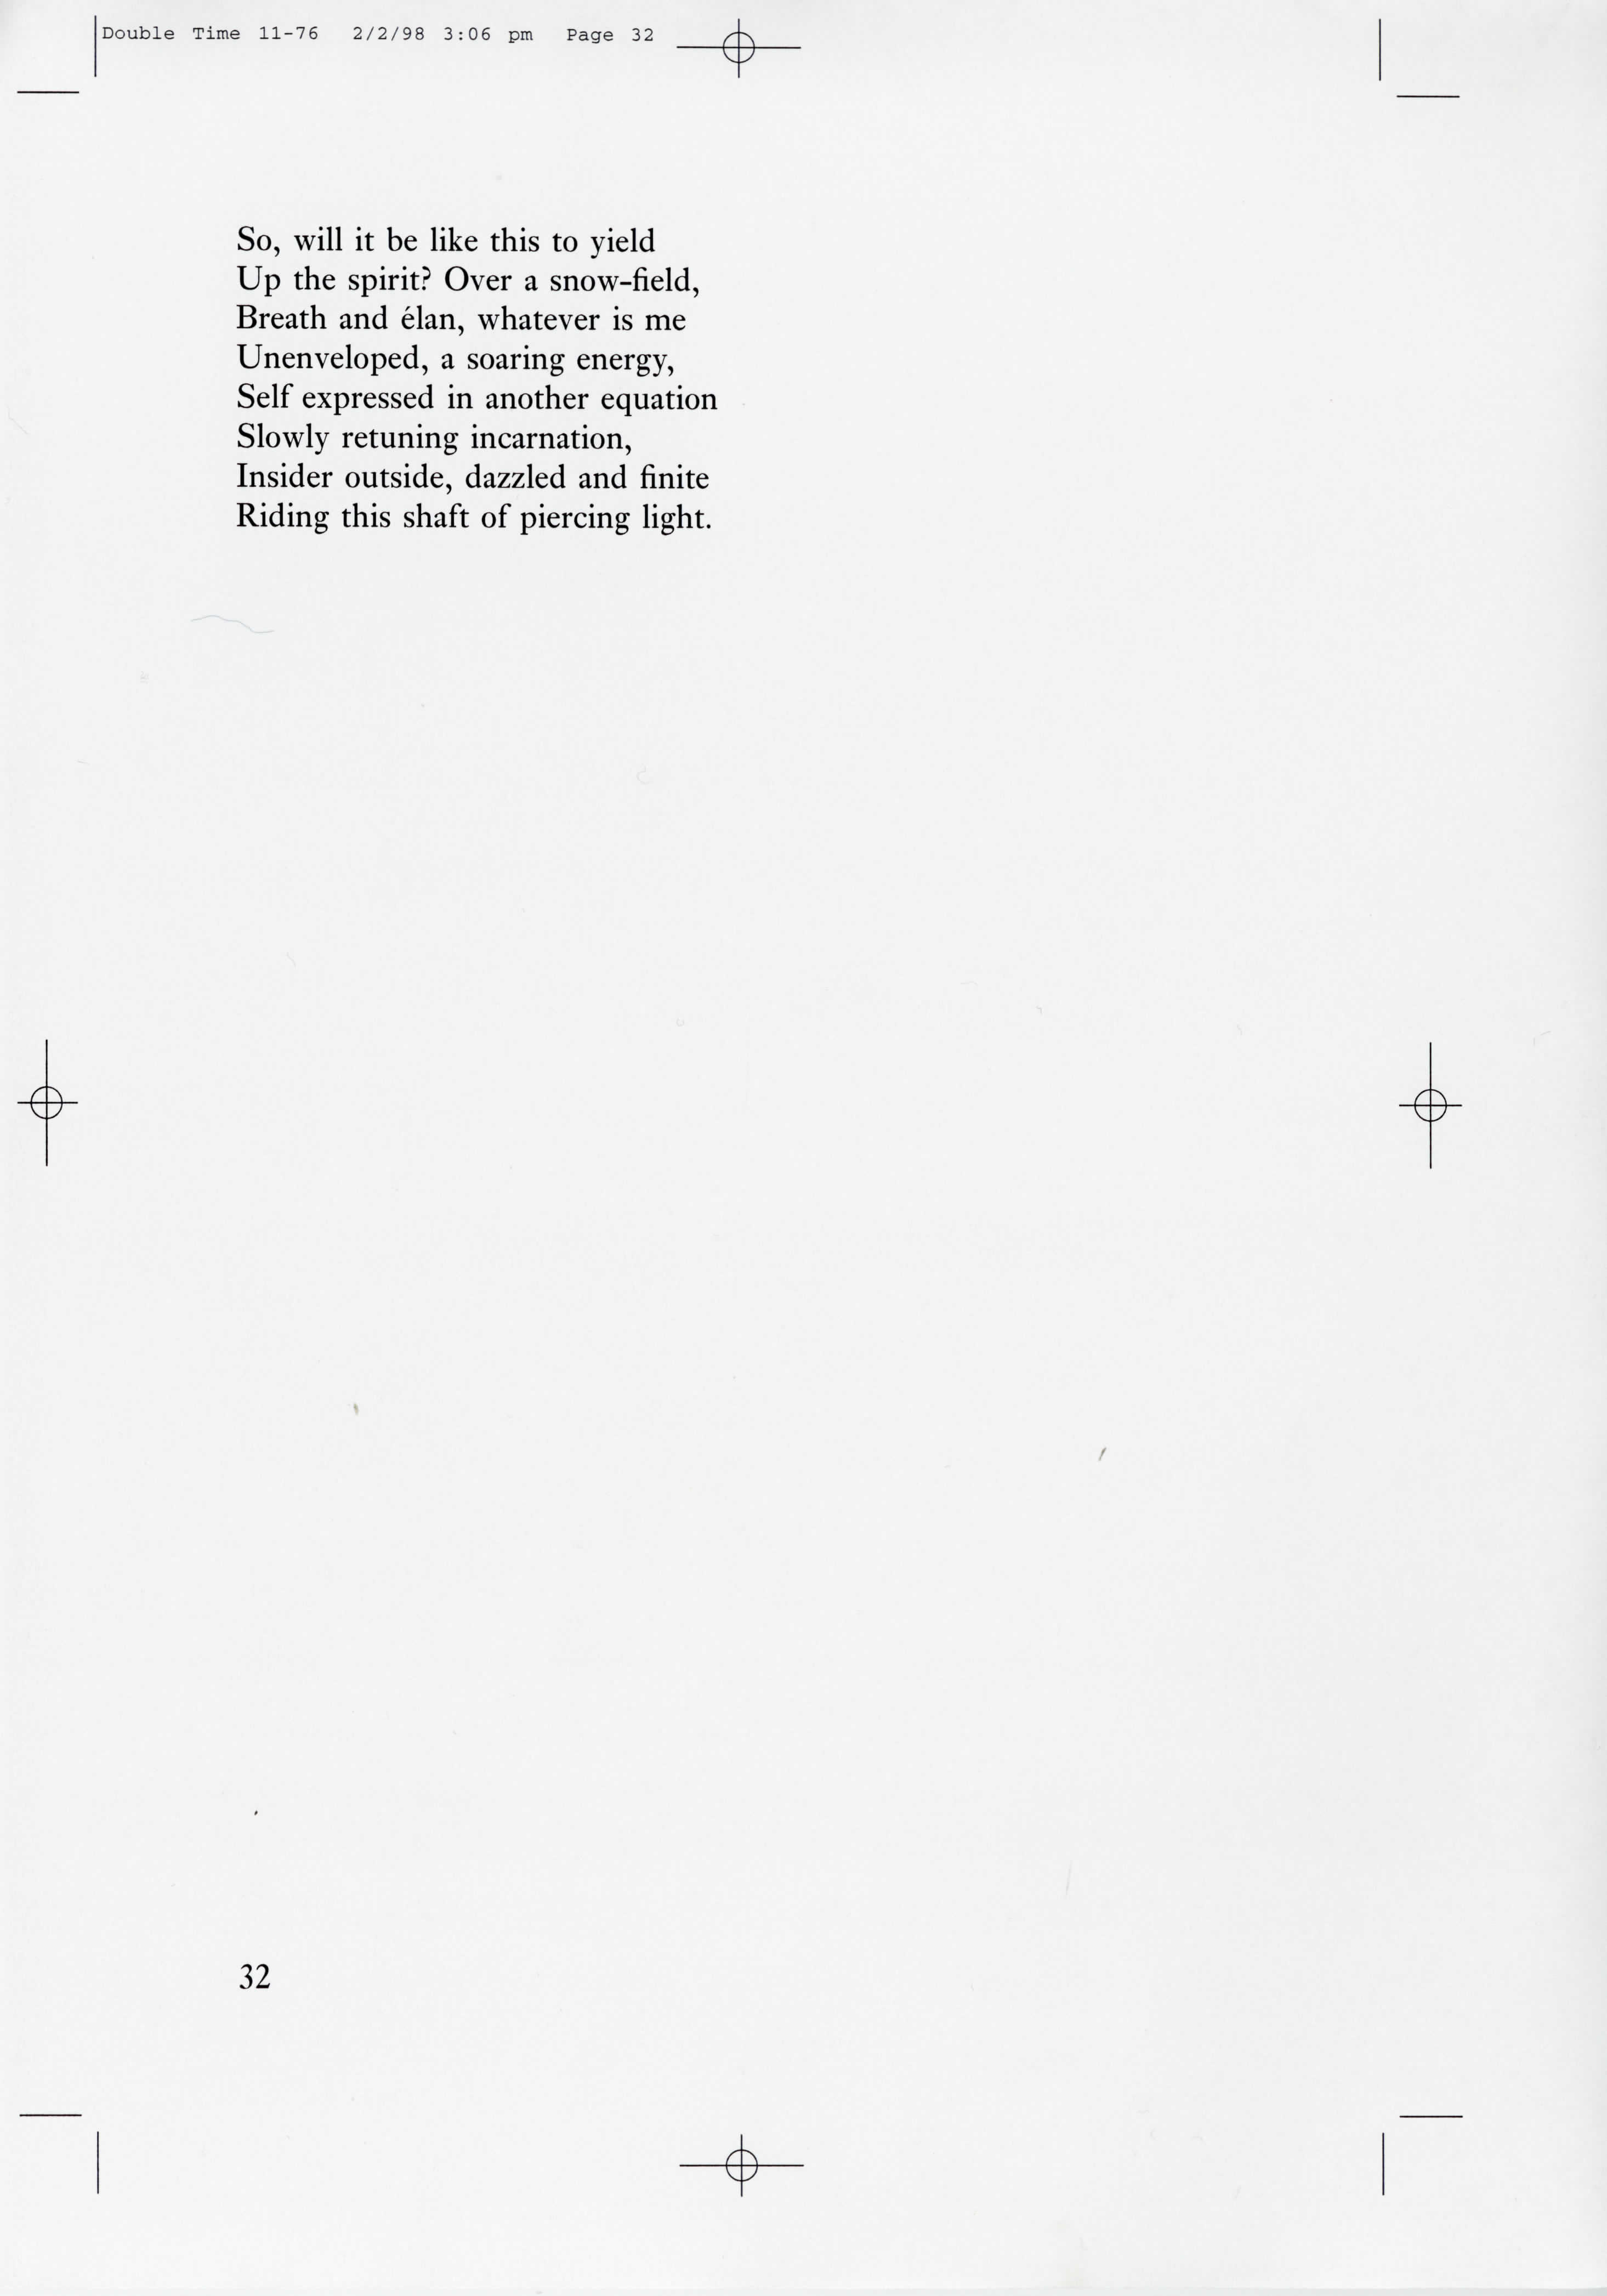 Double Time 11-76 2/2/98 3:06 pm Page 32
So, will it be like this to yield
Up the spirit? Over a snow-field,
Breath and élan, whatever is me
Unenveloped, a soaring energy,
Self expressed in another equation
Slowly retuning incarnation,
Insider outside, dazzled and finite
Riding this shaft of piercing light.
32